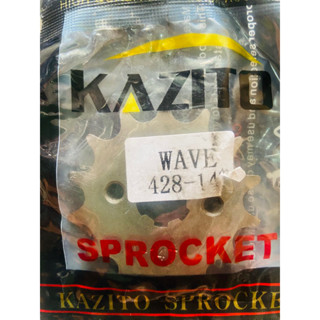 KAZITO
WAVE
428-14
SPROCKET
KAZITO SPROCKE